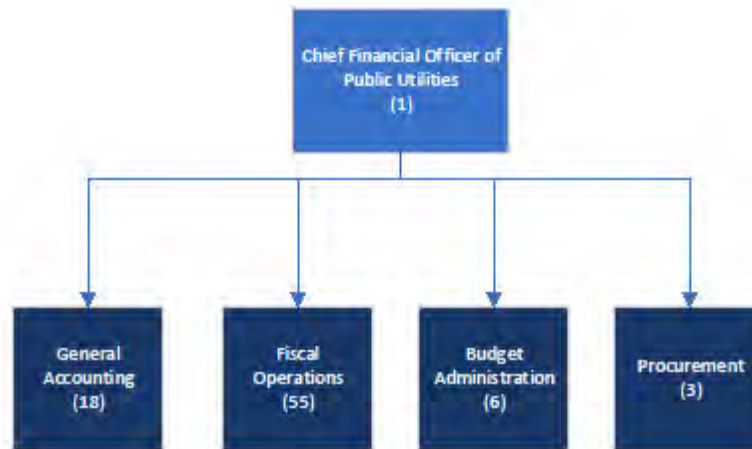 Chief Financial Officer of
Public Utilities
(1)
General
Accounting
(18)
Fiscal
Operations
(55)
Budget
Administration
(6)
Procurement
(3)